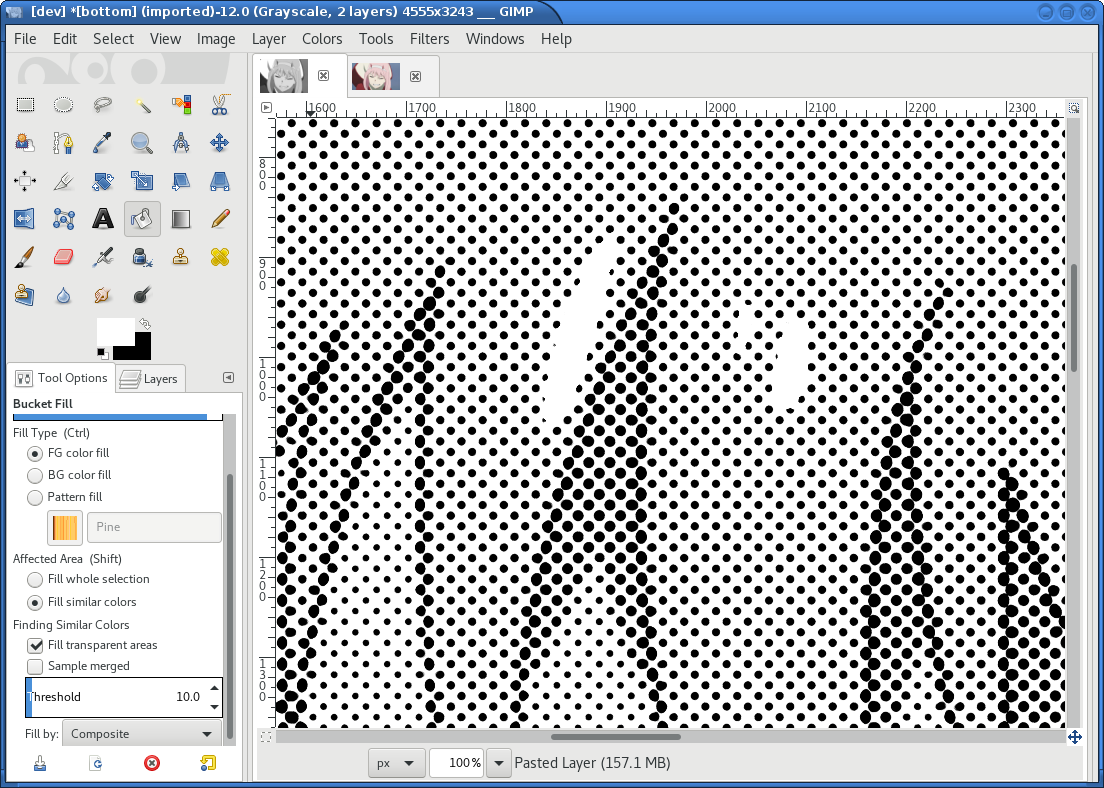 [dev] *[bottom] (imported)-12.0 (Grayscale, 2 layers) 4555x3243 ___ GIMP
File Edit Select View Image Layer Colors Tools Filters Windows Help
1600 1700 1800 1900 2000 2100 2200 2300
800
900
1000
1100
1200
1300
Tool Options Layers
Bucket Fill
Fill Type (Ctrl)
FG color fill
BG color fill
Pattern fill
Pine
Affected Area (Shift)
Fill whole selection
Fill similar colors
Finding Similar Colors
Fill transparent areas
Sample merged
Threshold 10.0
Fill by: Composite
px 100% Pasted Layer (157.1 MB)